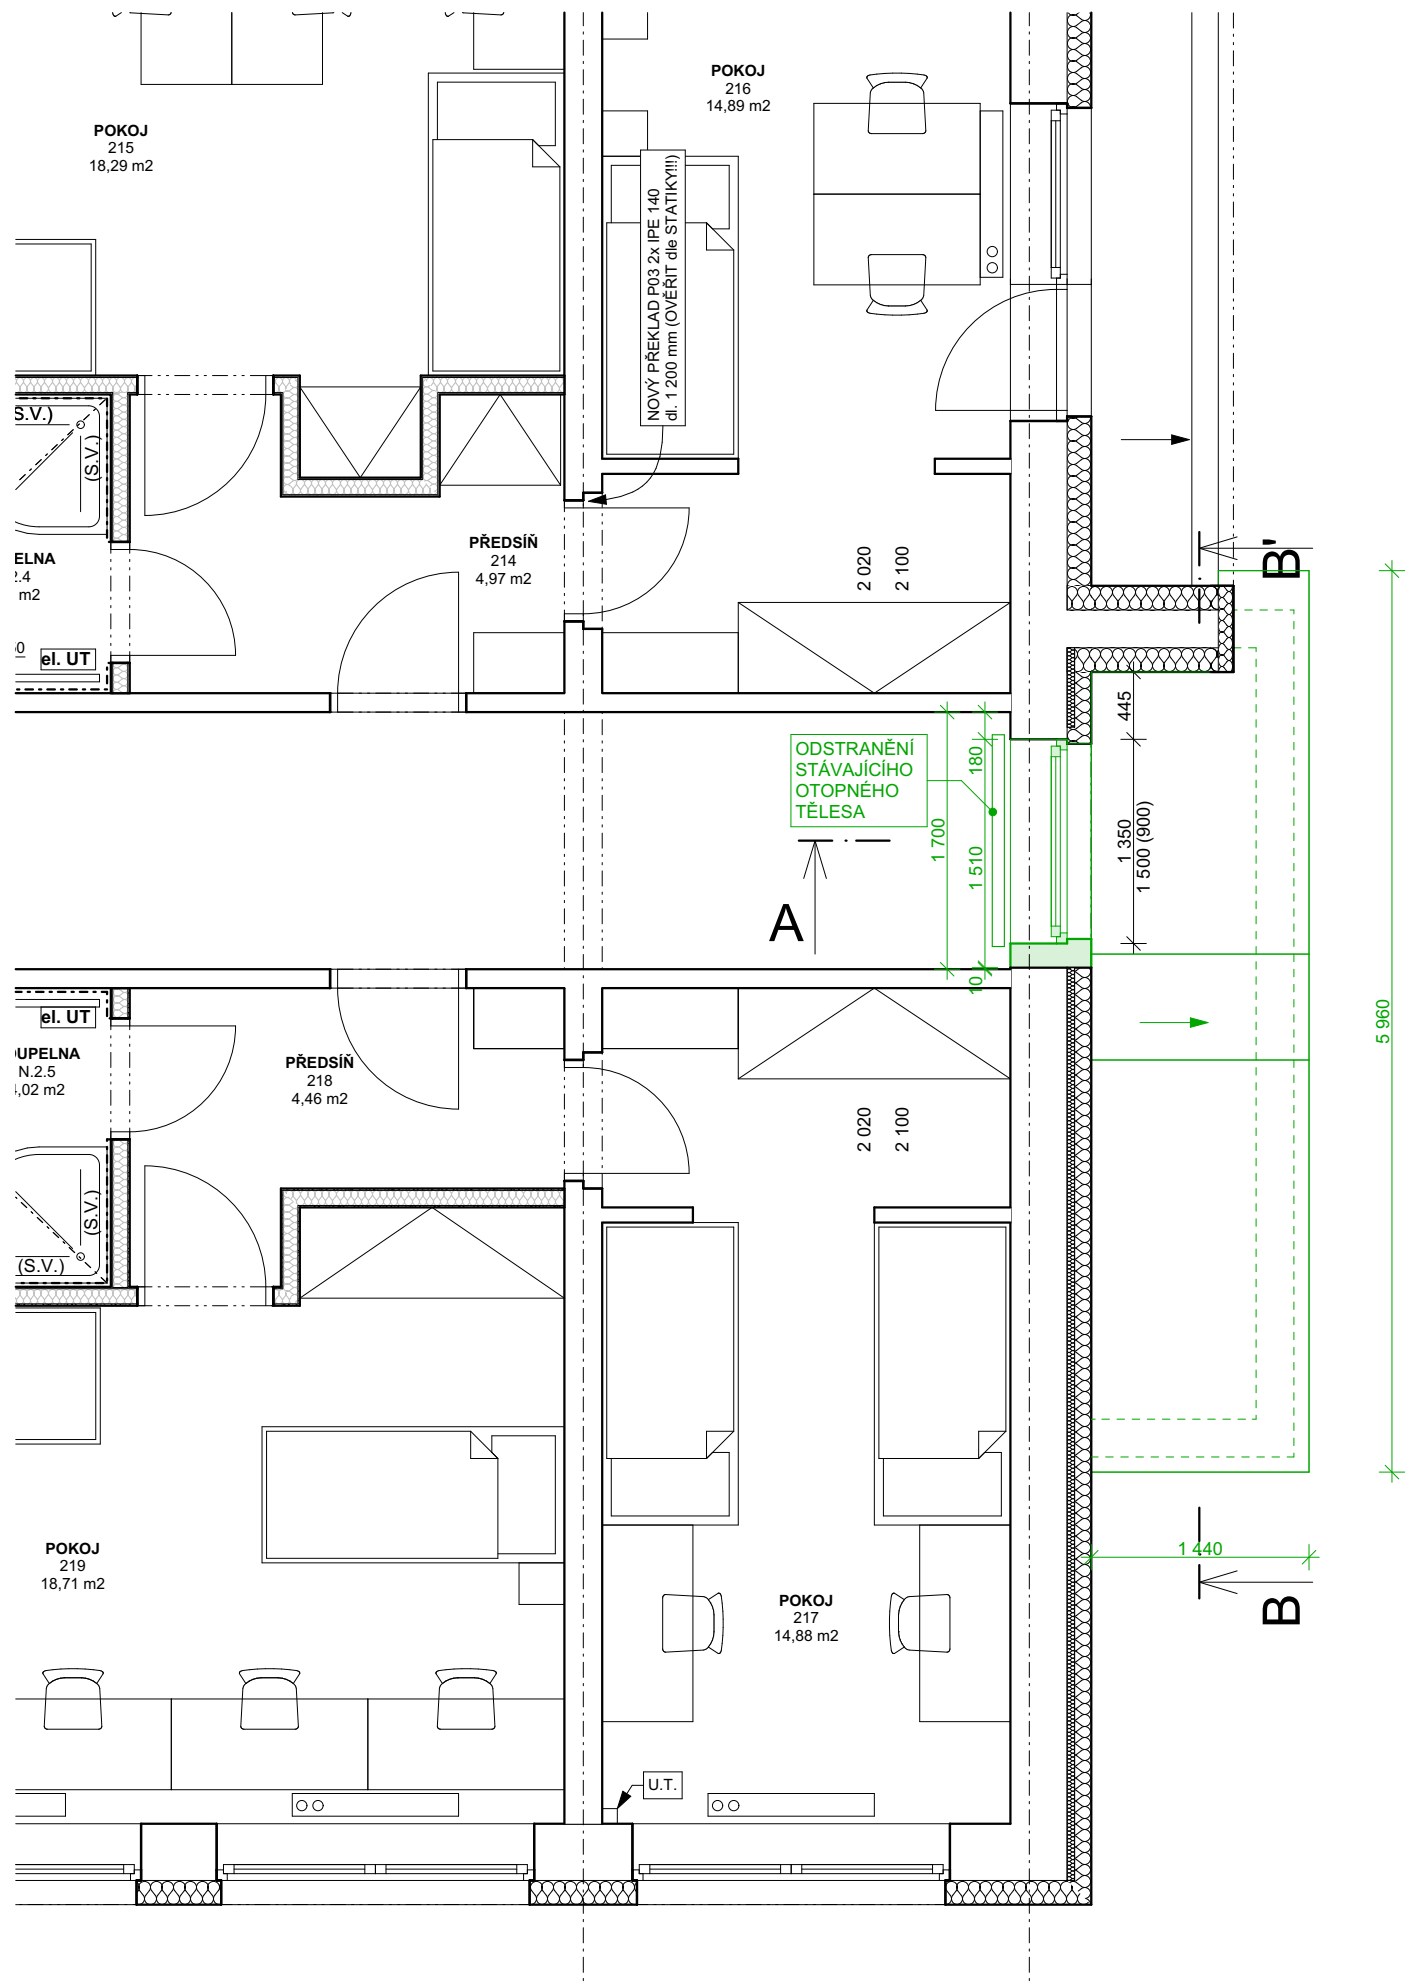 POKOJ
216
14,89 m2
POKOJ
215
18,29 m2
NOVÝ PŘEKLAD P03 2x IPE 140
dl. 1 200 mm (OVĚŘIT dle STATIKY!!!)
S.V.)
(S.V.)
PŘEDSÍŇ
214
4,97 m2
ELNA
2.4
m2
el. UT
2 020
2 100
B'
ODSTRANĚNÍ
STÁVAJÍCÍHO
OTOPNÉHO
TĚLESA
180
1 700
1 510
10
445
1 350
1 500 (900)
A
5 960
el. UT
OUPELNA
N.2.5
4,02 m2
PŘEDSÍŇ
218
4,46 m2
2 020
2 100
(S.V.)
(S.V.)
POKOJ
219
18,71 m2
POKOJ
217
14,88 m2
1 440
B
U.T.